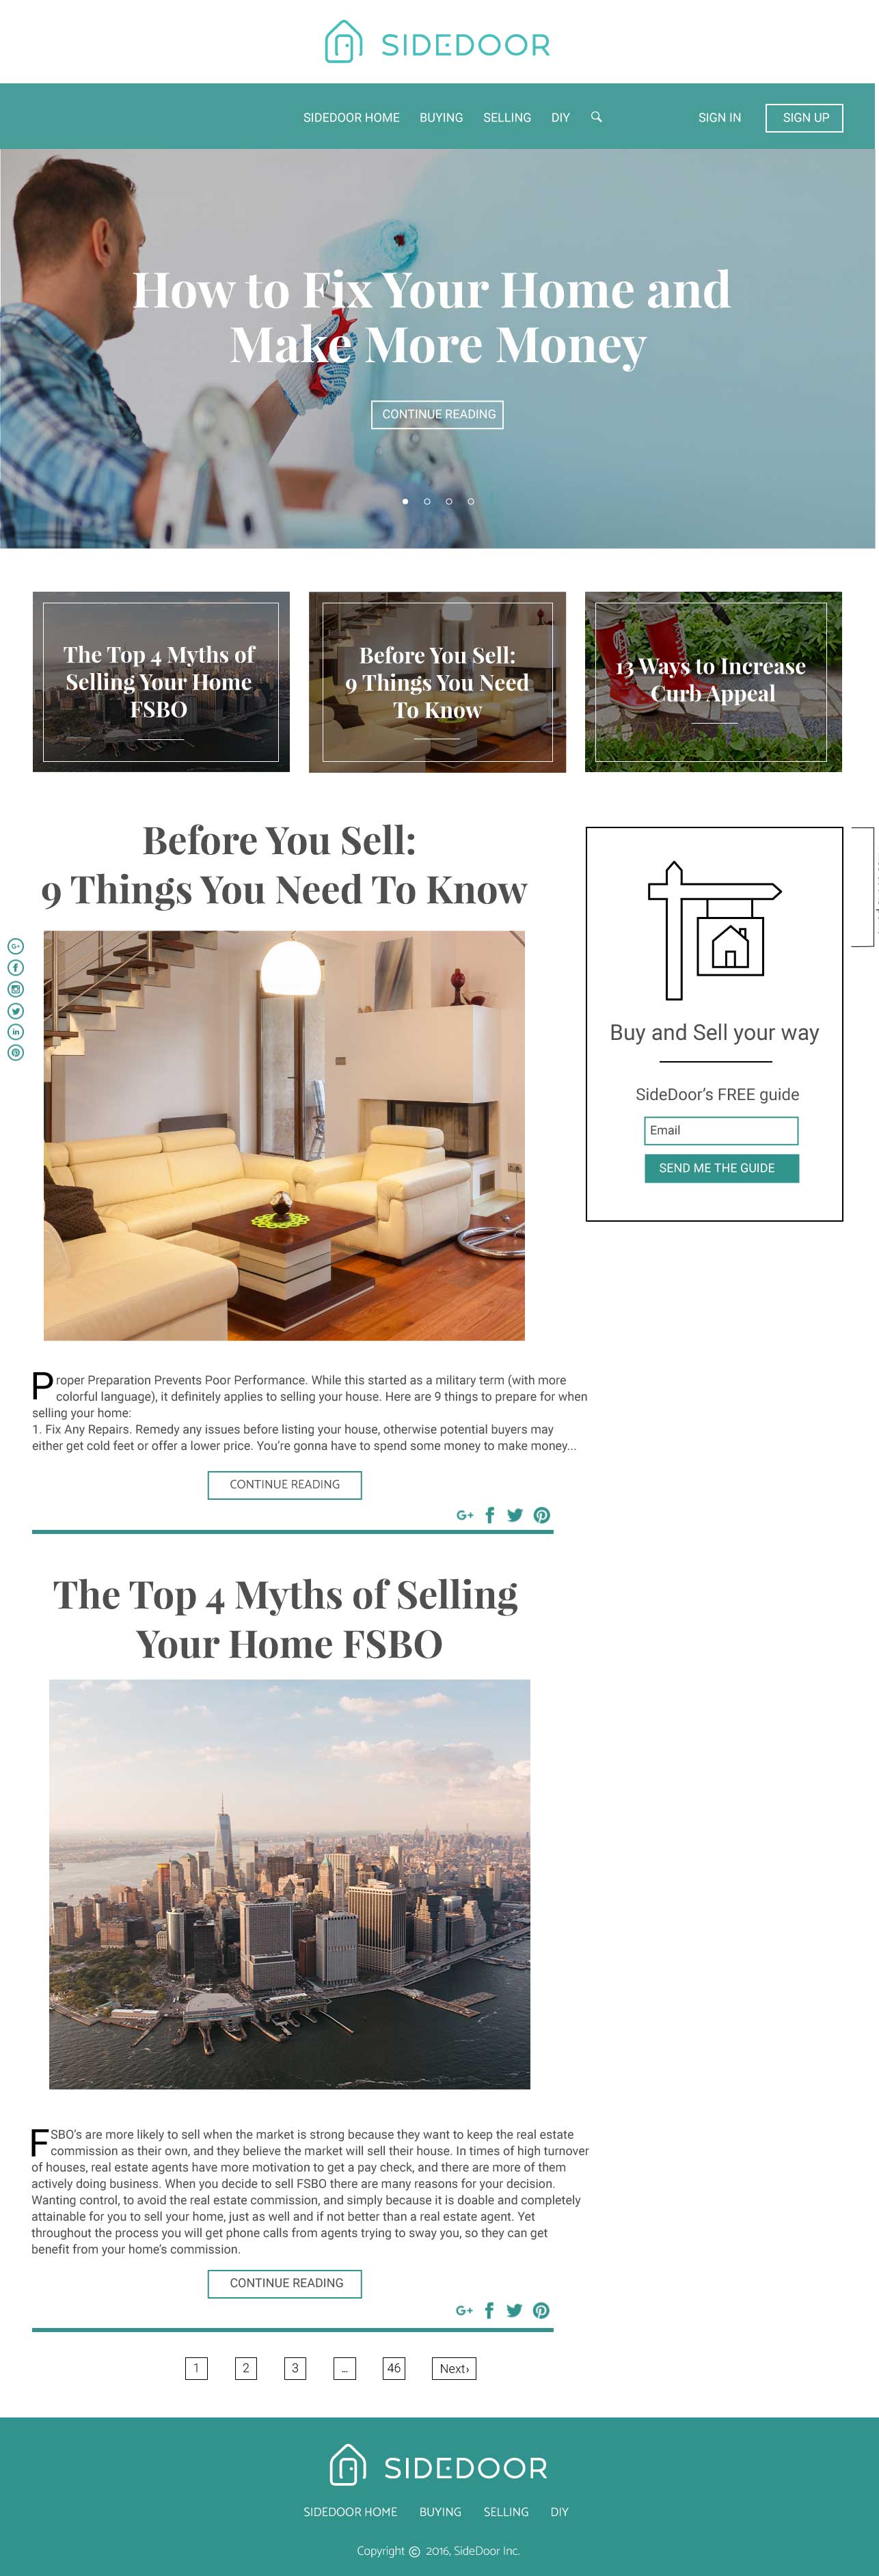 SIDEDOOR
SIDEDOOR HOME BUYING SELLING DIY SIGN IN SIGN UP
How to Fix Your Home and
Make More Money
CONTINUE READING
The Top 4 Myths of
Selling Your Home
FSBO
Before You Sell:
9 Things You Need
To Know
13 Ways to Increase
Curb Appeal
Before You Sell:
9 Things You Need To Know
Buy and Sell your way
SideDoor's FREE guide
Email
SEND ME THE GUIDE
Proper Preparation Prevents Poor Performance. While this started as a military term (with more
colorful language), it definitely applies to selling your house. Here are 9 things to prepare for when
selling your home:
1. Fix Any Repairs. Remedy any issues before listing your house, otherwise potential buyers may
either get cold feet or offer a lower price. You're gonna have to spend some money to make money...
CONTINUE READING
G+
The Top 4 Myths of Selling
Your Home FSBO
FSBO's are more likely to sell when the market is strong because they want to keep the real estate
commission as their own, and they believe the market will sell their house. In times of high turnover
of houses, real estate agents have more motivation to get a pay check, and there are more of them
actively doing business. When you decide to sell FSBO there are many reasons for your decision.
Wanting control, to avoid the real estate commission, and simply because it is doable and completely
attainable for you to sell your home, just as well and if not better than a real estate agent. Yet
throughout the process you will get phone calls from agents trying to sway you, so they can get
benefit from your home's commission.
CONTINUE READING
G+
1 2 3 ... 46 Next›
SIDEDOOR
SIDEDOOR HOME BUYING SELLING DIY
Copyright © 2016, SideDoor Inc.